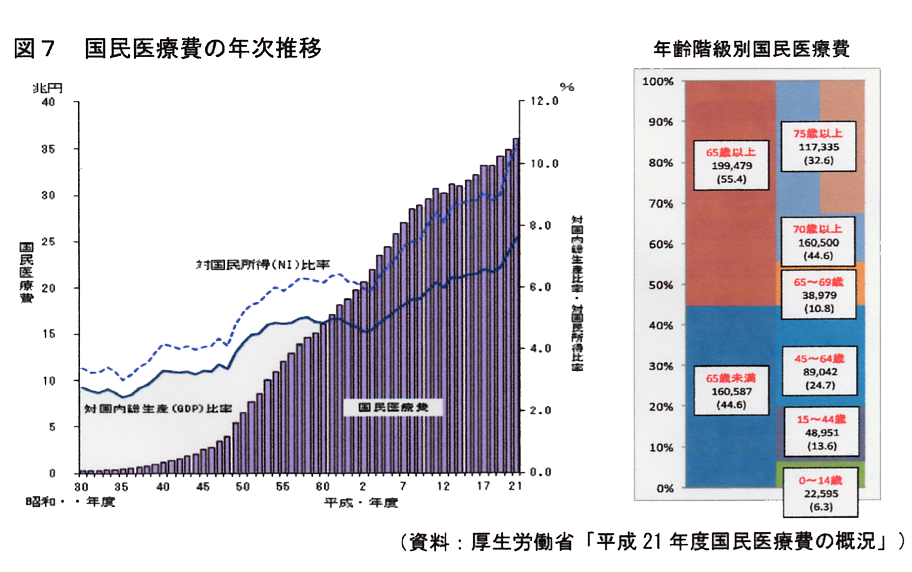 図7 国民医療費の年次推移
兆円
40
35
30
25
20
15
10
5
0
国民医療費
%
12.0
10.0
8.0
6.0
4.0
2.0
0.0
対国内総生産比率・対国民所得比率
対国民所得(NI)比率
対国内総生産(GDP)比率
国民医療費
30 35 40 45 50 55 60 2 7 12 17 21
昭和・・年度
平成・年度
年齢階級別国民医療費
100%
90%
80%
70%
60%
50%
40%
30%
20%
10%
0%
65歳以上
199,479
(55.4)
65歳未満
160,587
(44.6)
75歳以上
117,335
(32.6)
70歳以上
160,500
(44.6)
65～69歳
38,979
(10.8)
45～64歳
89,042
(24.7)
15～44歳
48,951
(13.6)
0～14歳
22,595
(6.3)
(資料:厚生労働省「平成21年度国民医療費の概況」)